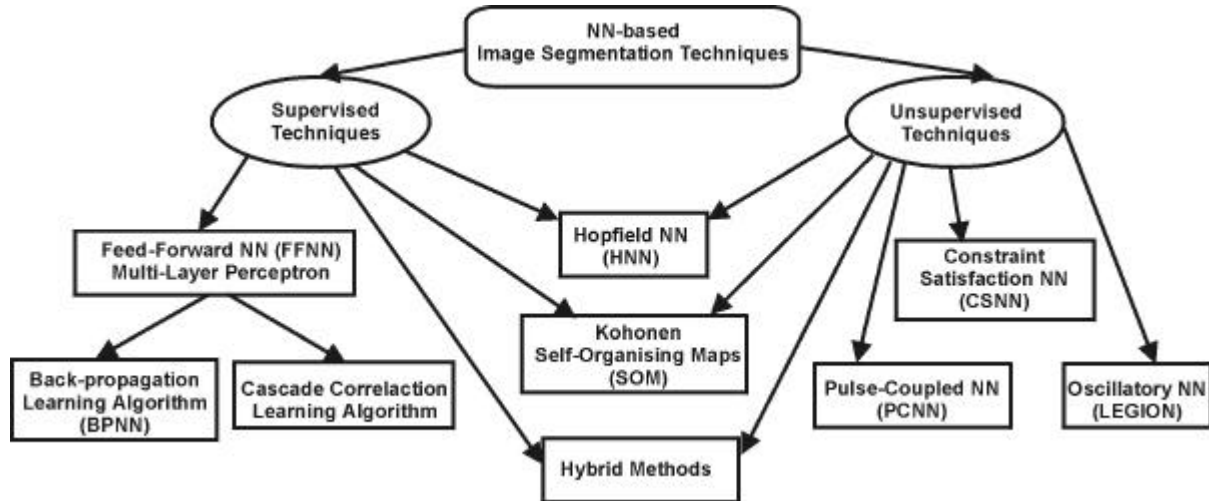 NN-based
Image Segmentation Techniques
Supervised
Techniques
Unsupervised
Techniques
Feed-Forward NN (FFNN)
Multi-Layer Perceptron
Hopfield NN
(HNN)
Constraint
Satisfaction NN
(CSNN)
Back-propagation
Learning Algorithm
(BPNN)
Cascade Correlaction
Learning Algorithm
Kohonen
Self-Organising Maps
(SOM)
Pulse-Coupled NN
(PCNN)
Oscillatory NN
(LEGION)
Hybrid Methods